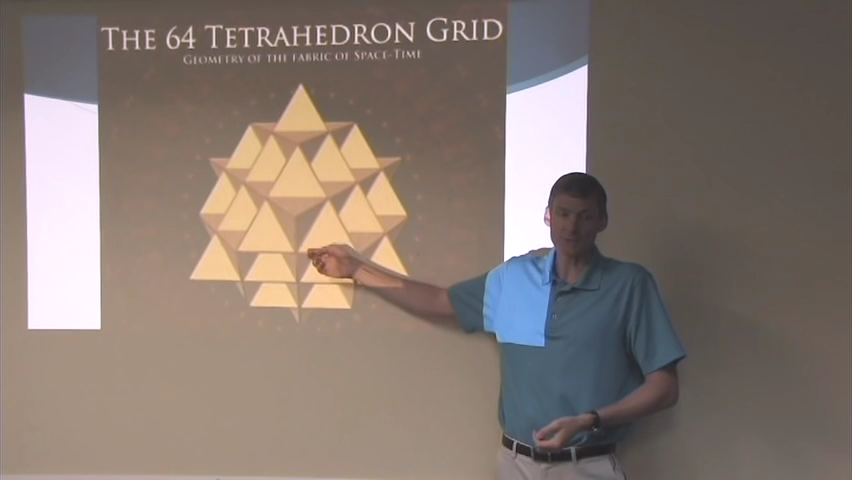 The 64 Tetrahedron Grid
Geometry of the fabric of Space-Time